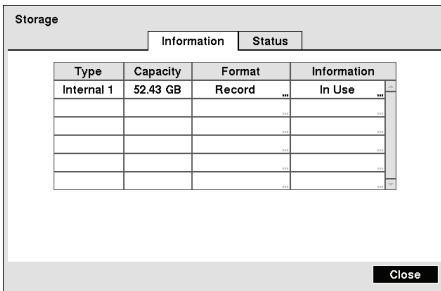 Storage
Information Status
Type Capacity Format Information
Internal 1 52.43 GB Record ... In Use ...
... ...
... ...
... ...
... ...
... ...
Close